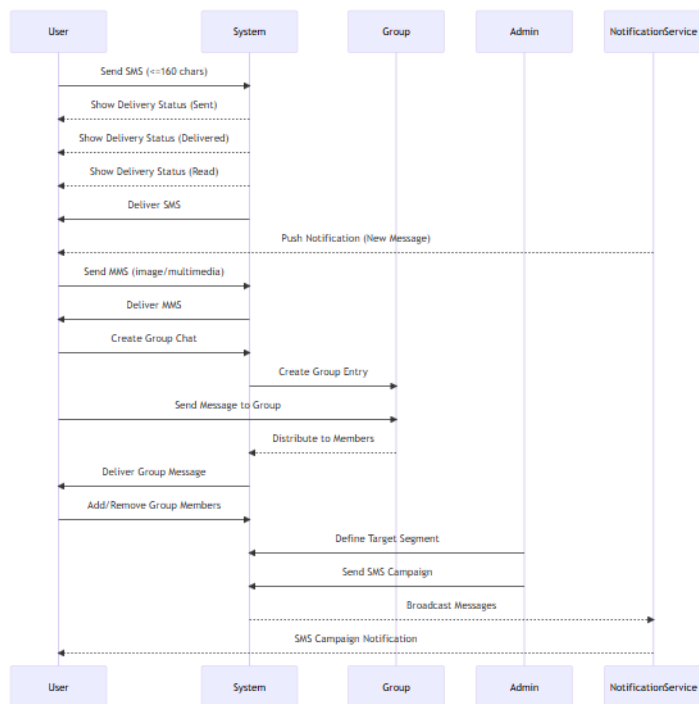 User System Group Admin NotificationService
Send SMS (<=160 chars)
Show Delivery Status (Sent)
Show Delivery Status (Delivered)
Show Delivery Status (Read)
Deliver SMS
Push Notification (New Message)
Send MMS (image/multimedia)
Deliver MMS
Create Group Chat
Create Group Entry
Send Message to Group
Distribute to Members
Deliver Group Message
Add/Remove Group Members
Define Target Segment
Send SMS Campaign
Broadcast Messages
SMS Campaign Notification
User System Group Admin NotificationService